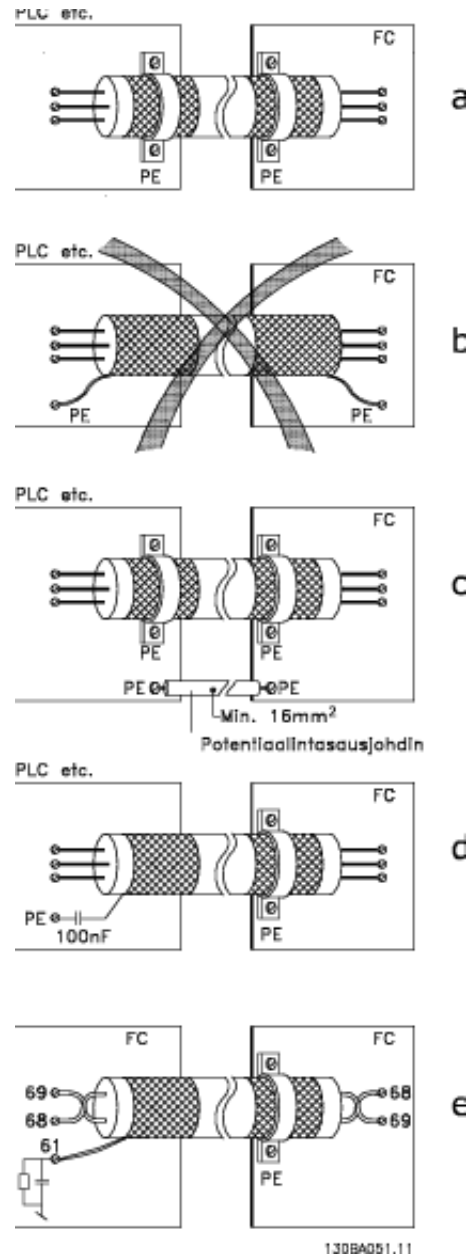 PLC etc.
FC
PE
PE
a
PLC etc.
FC
PE
PE
b
PLC etc.
FC
PE
PE
PE
PE
Min. 16mm²
Potentiaalintasausjohdin
c
PLC etc.
FC
PE
100nF
PE
d
FC
FC
69
68
61
68
69
PE
e
130BA051.11